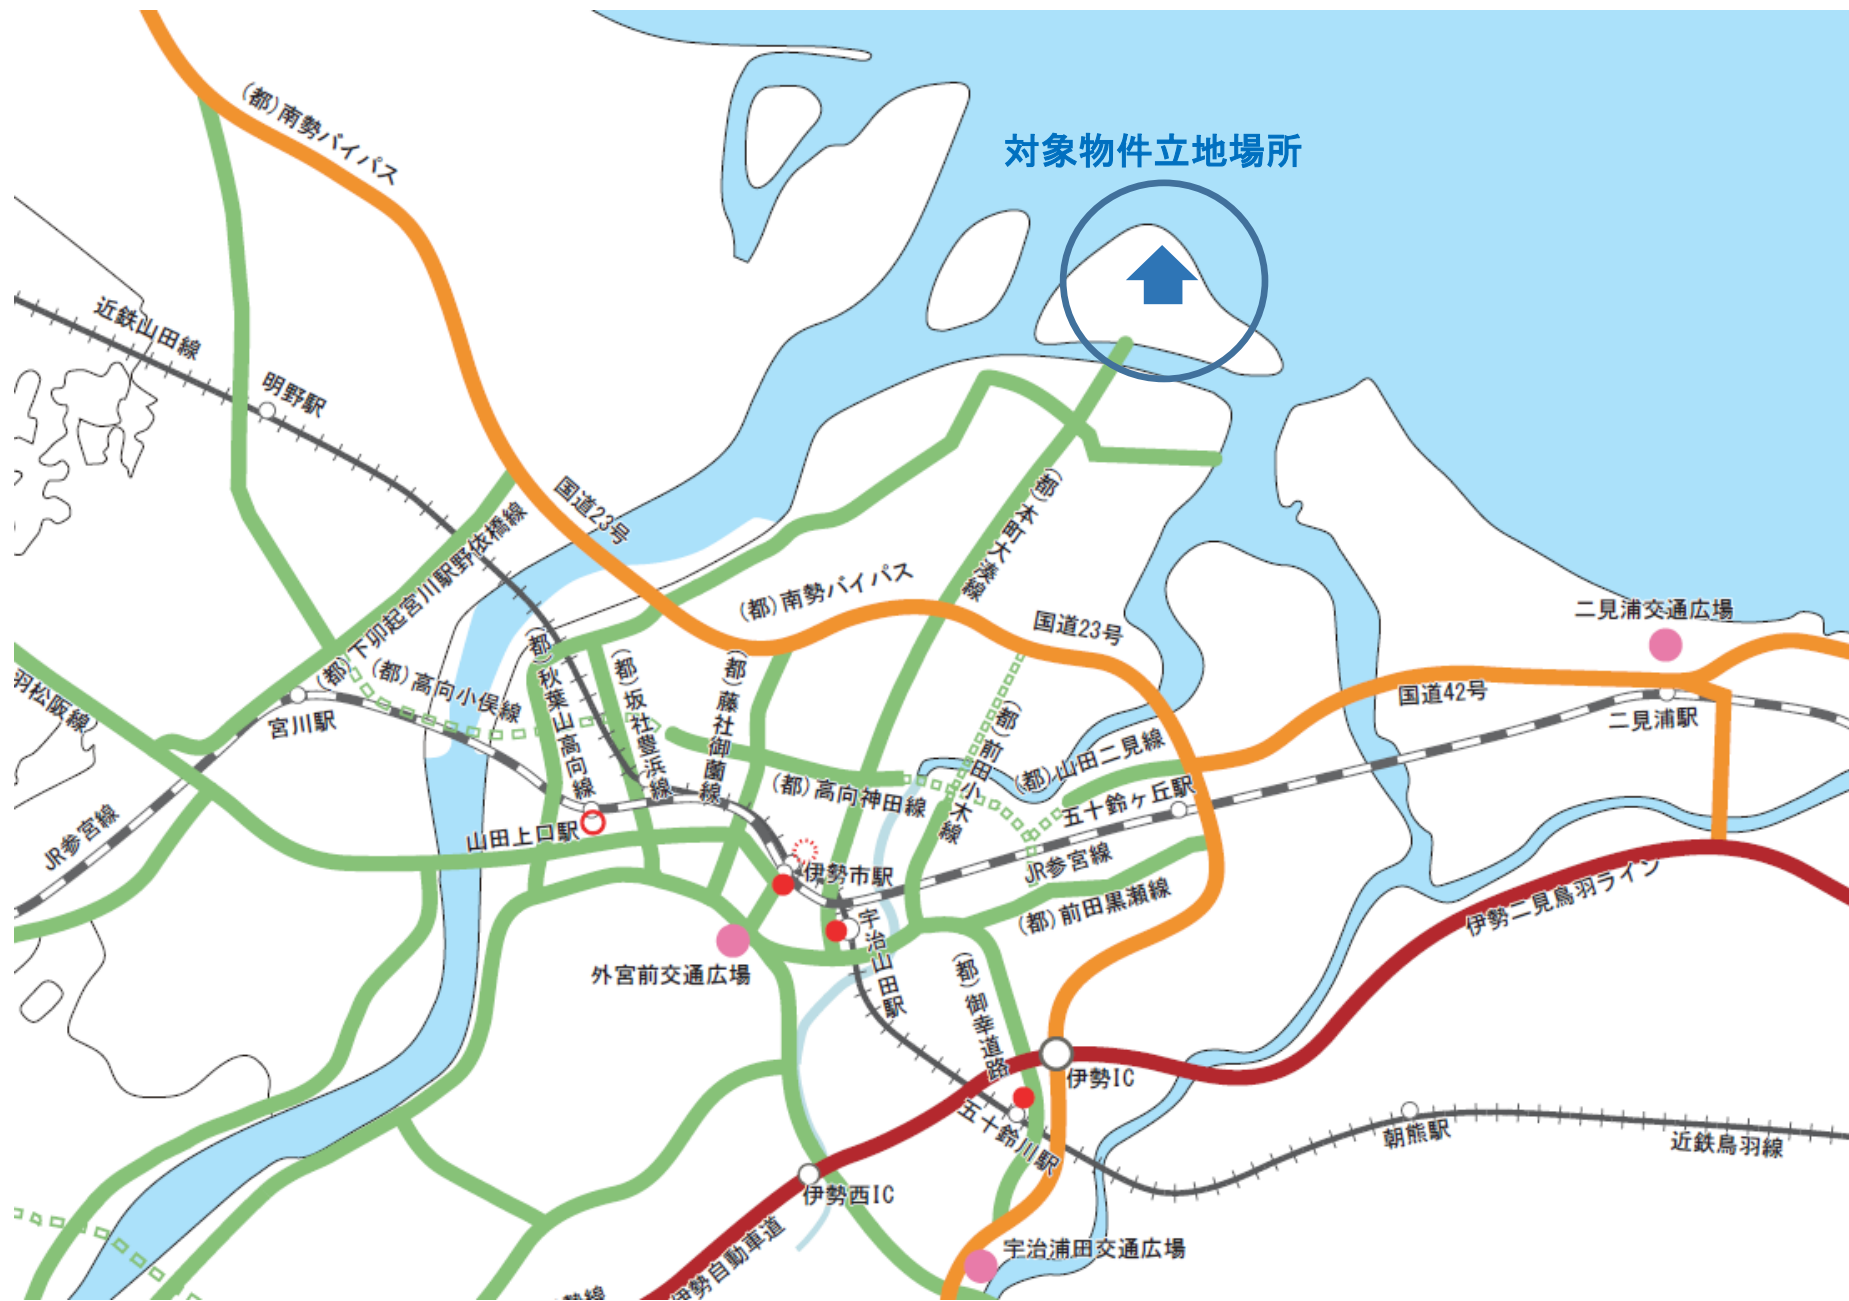 (都)南勢バイパス
対象物件立地場所
近鉄山田線
明野駅
国道23号
(都)下卯起宮川駅野依橋線
(都)本町大湊線
(都)南勢バイパス
国道23号
二見浦交通広場
羽松阪線)
(都)高向小俣線
宮川駅
(都)秋葉山高向線
(都)坂社豊浜線
(都)藤社御薗線
(都)前田小木線
国道42号
二見浦駅
(都)山田二見線
(都)高向神田線
五十鈴ヶ丘駅
JR参宮線
山田上口駅
伊勢市駅
JR参宮線
(都)前田黒瀬線
伊勢二見鳥羽ライン
宇治山田駅
外宮前交通広場
(都)御幸道路
伊勢IC
五十鈴川駅
朝熊駅
近鉄鳥羽線
伊勢西IC
宇治浦田交通広場
伊勢自動車道
勢線